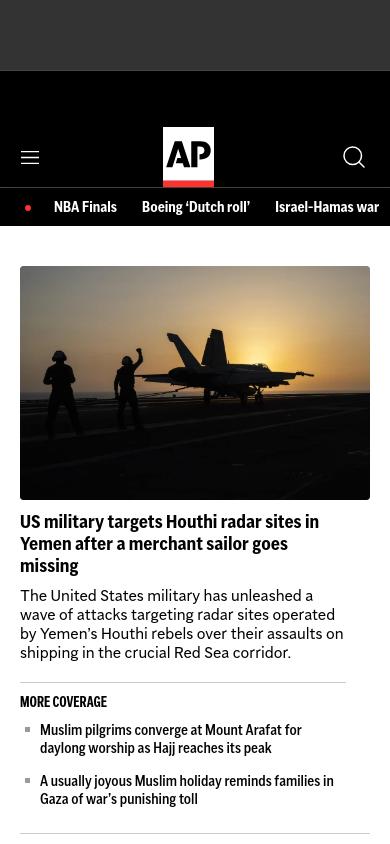 AP
NBA Finals Boeing ‘Dutch roll’ Israel-Hamas war
US military targets Houthi radar sites in
Yemen after a merchant sailor goes
missing
The United States military has unleashed a
wave of attacks targeting radar sites operated
by Yemen’s Houthi rebels over their assaults on
shipping in the crucial Red Sea corridor.
MORE COVERAGE
Muslim pilgrims converge at Mount Arafat for
daylong worship as Hajj reaches its peak
A usually joyous Muslim holiday reminds families in
Gaza of war’s punishing toll